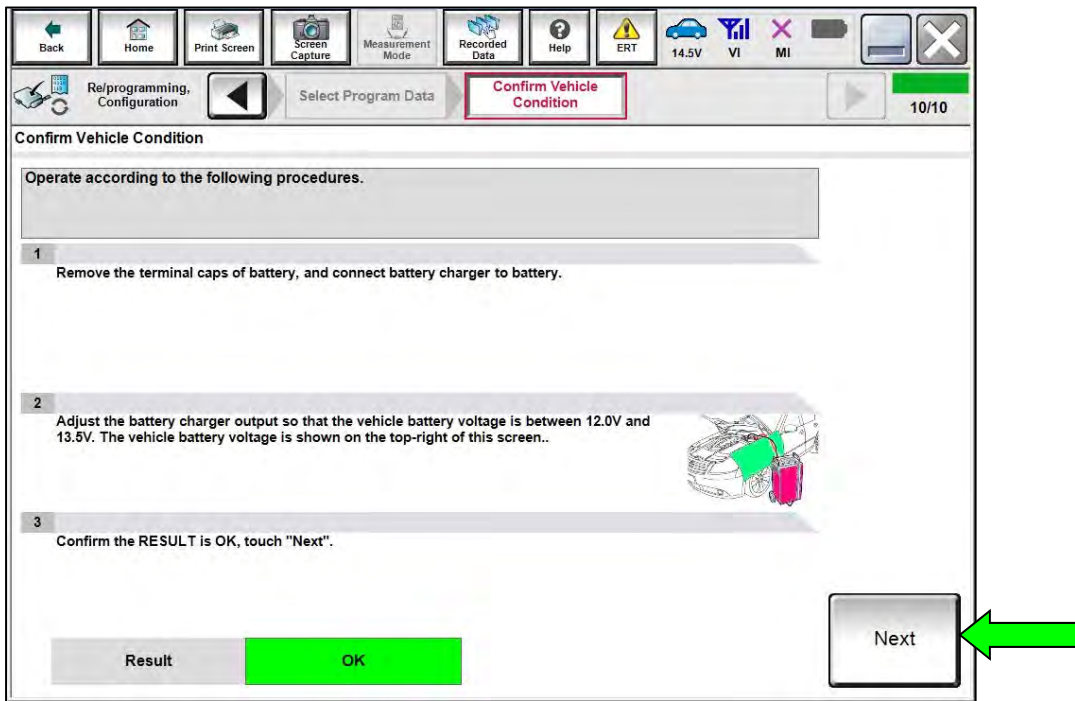 Back
Home
Print Screen
Screen
Capture
Measurement
Mode
Recorded
Data
Help
ERT
14.5V
VI
MI
Re/programming,
Configuration
Select Program Data
Confirm Vehicle
Condition
10/10
Confirm Vehicle Condition
Operate according to the following procedures.
1
Remove the terminal caps of battery, and connect battery charger to battery.
2
Adjust the battery charger output so that the vehicle battery voltage is between 12.0V and
13.5V. The vehicle battery voltage is shown on the top-right of this screen..
3
Confirm the RESULT is OK, touch "Next".
Next
Result
OK